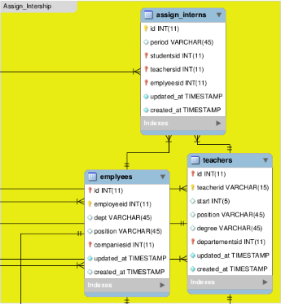 Assign_Intership
assign_interns
id INT(11)
period VARCHAR(45)
studentsid INT(11)
teachersid INT(11)
emplyeesid INT(11)
updated_at TIMESTAMP
created_at TIMESTAMP
Indexes
emplyees
id INT(11)
employeeid INT(11)
dept VARCHAR(45)
position VARCHAR(45)
companiesid INT(11)
updated_at TIMESTAMP
created_at TIMESTAMP
Indexes
teachers
id INT(11)
teacherid VARCHAR(15)
start INT(5)
position VARCHAR(45)
degree VARCHAR(45)
departementsid INT(11)
updated_at TIMESTAMP
created_at TIMESTAMP
Indexes